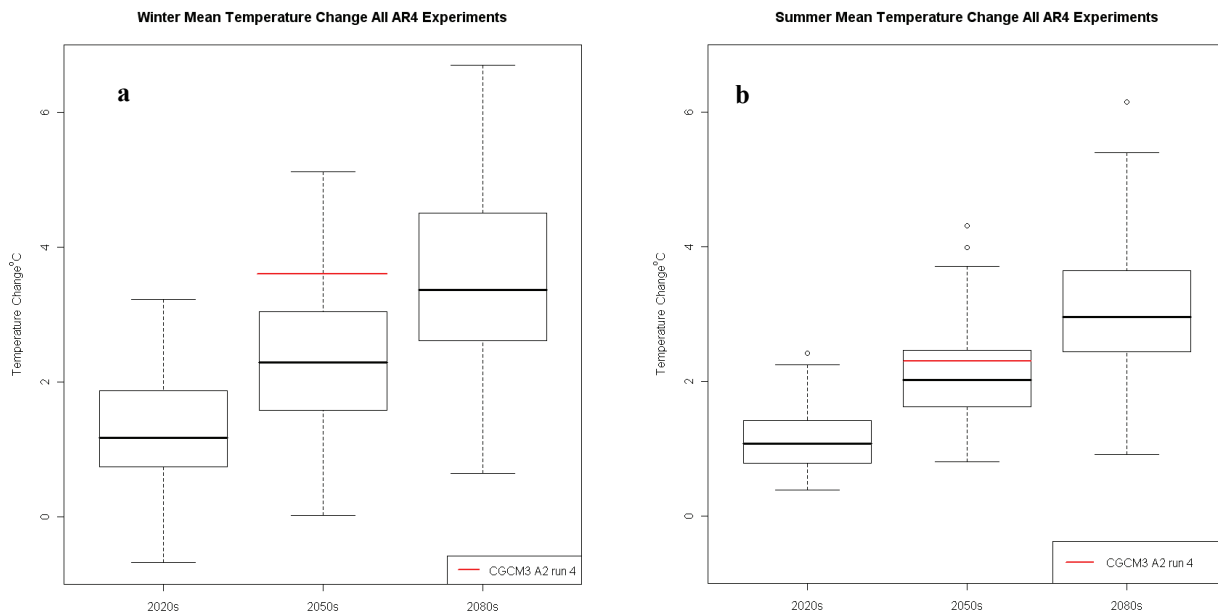 Winter Mean Temperature Change All AR4 Experiments
a
6
4
2
0
Temperature Change°C
2020s
2050s
2080s
CGCM3 A2 run 4
Summer Mean Temperature Change All AR4 Experiments
b
6
4
2
0
Temperature Change°C
2020s
2050s
2080s
CGCM3 A2 run 4